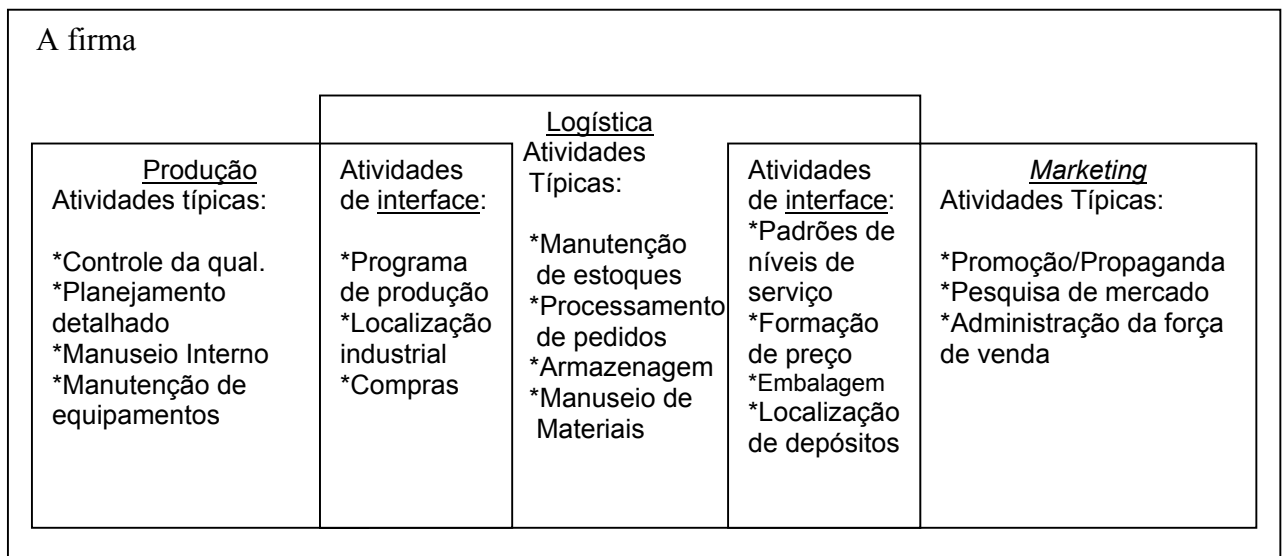 A firma
Produção
Atividades típicas:
*Controle da qual.
*Planejamento
detalhado
*Manuseio Interno
*Manutenção de
equipamentos
Atividades
de interface:
*Programa
de produção
*Localização
industrial
*Compras
Logística
Atividades
Típicas:
*Manutenção
de estoques
*Processamento
de pedidos
*Armazenagem
*Manuseio de
Materiais
Atividades
de interface:
*Padrões de
níveis de
serviço
*Formação
de preço
*Embalagem
*Localização
de depósitos
Marketing
Atividades Típicas:
*Promoção/Propaganda
*Pesquisa de mercado
*Administração da força
de venda